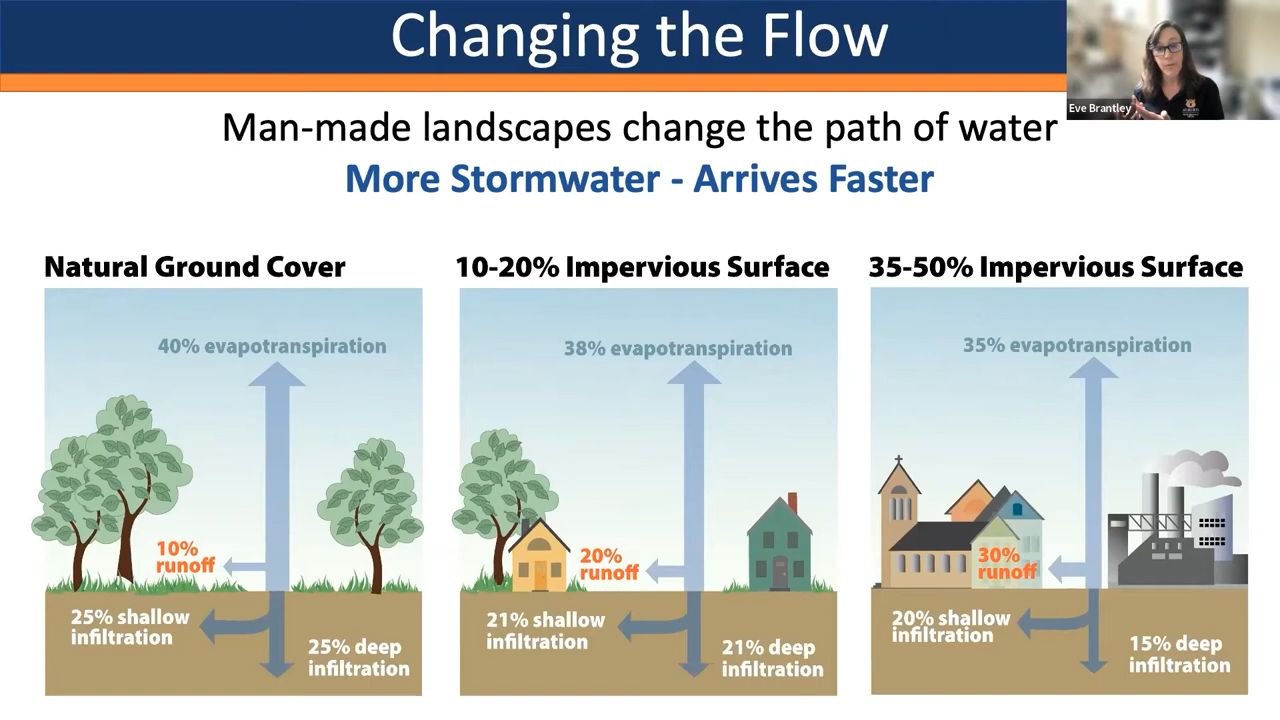 Changing the Flow
Eve Brantley
Man-made landscapes change the path of water
More Stormwater - Arrives Faster
Natural Ground Cover
40% evapotranspiration
10%
runoff
25% shallow
infiltration
25% deep
infiltration
10-20% Impervious Surface
38% evapotranspiration
20%
runoff
21% shallow
infiltration
21% deep
infiltration
35-50% Impervious Surface
35% evapotranspiration
30%
runoff
20% shallow
infiltration
15% deep
infiltration